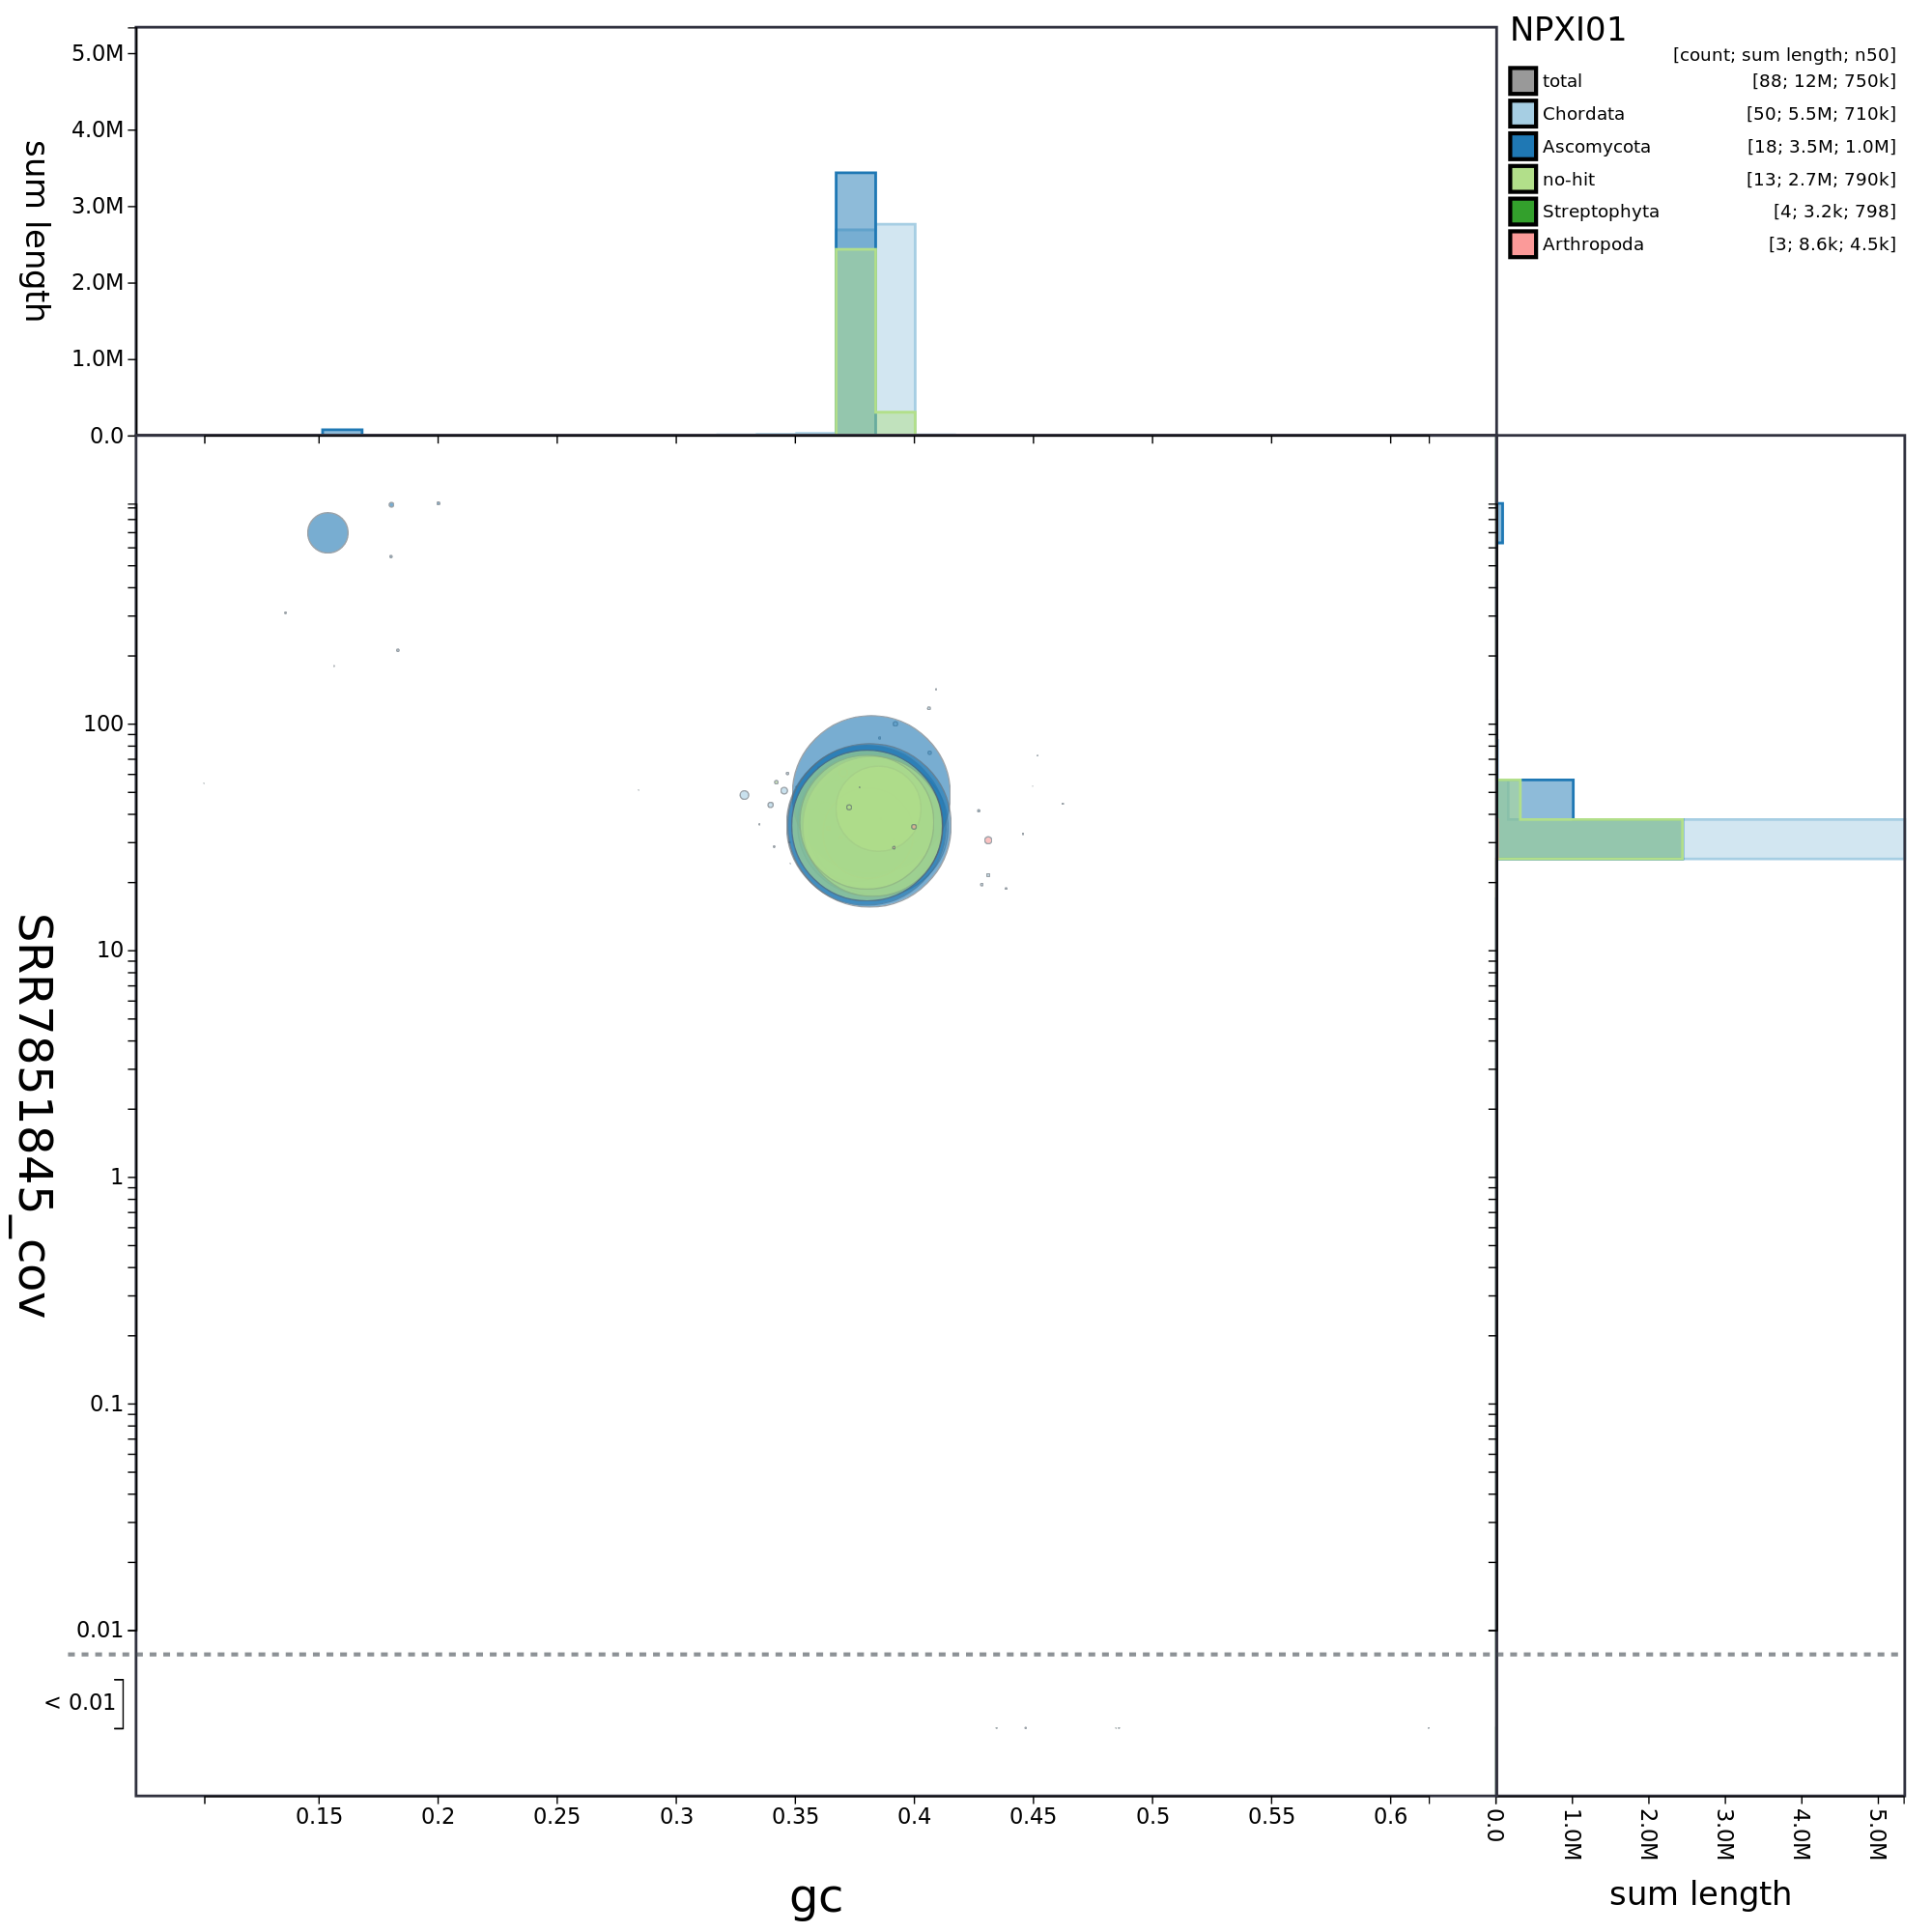 NPXI01
[count; sum length; n50]
total [88; 12M; 750k]
Chordata [50; 5.5M; 710k]
Ascomycota [18; 3.5M; 1.0M]
no-hit [13; 2.7M; 790k]
Streptophyta [4; 3.2k; 798]
Arthropoda [3; 8.6k; 4.5k]
sum length
5.0M
4.0M
3.0M
2.0M
1.0M
0.0
SRR7851845_cov
100
10
1
0.1
0.01
< 0.01
0.15 0.2 0.25 0.3 0.35 0.4 0.45 0.5 0.55 0.6
gc
0.0 1.0M 2.0M 3.0M 4.0M 5.0M
sum length